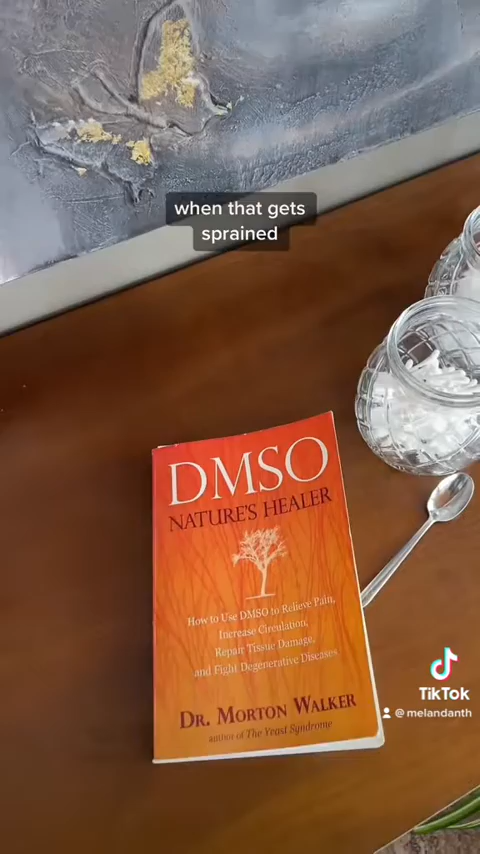 when that gets
sprained
DMSO
NATURE'S HEALER
How to Use DMSO to Relieve Pain,
Increase Circulation,
Repair Tissue Damage,
and Fight Degenerative Diseases
DR. MORTON WALKER
author of The Yeast Syndrome
TikTok
@melandanth